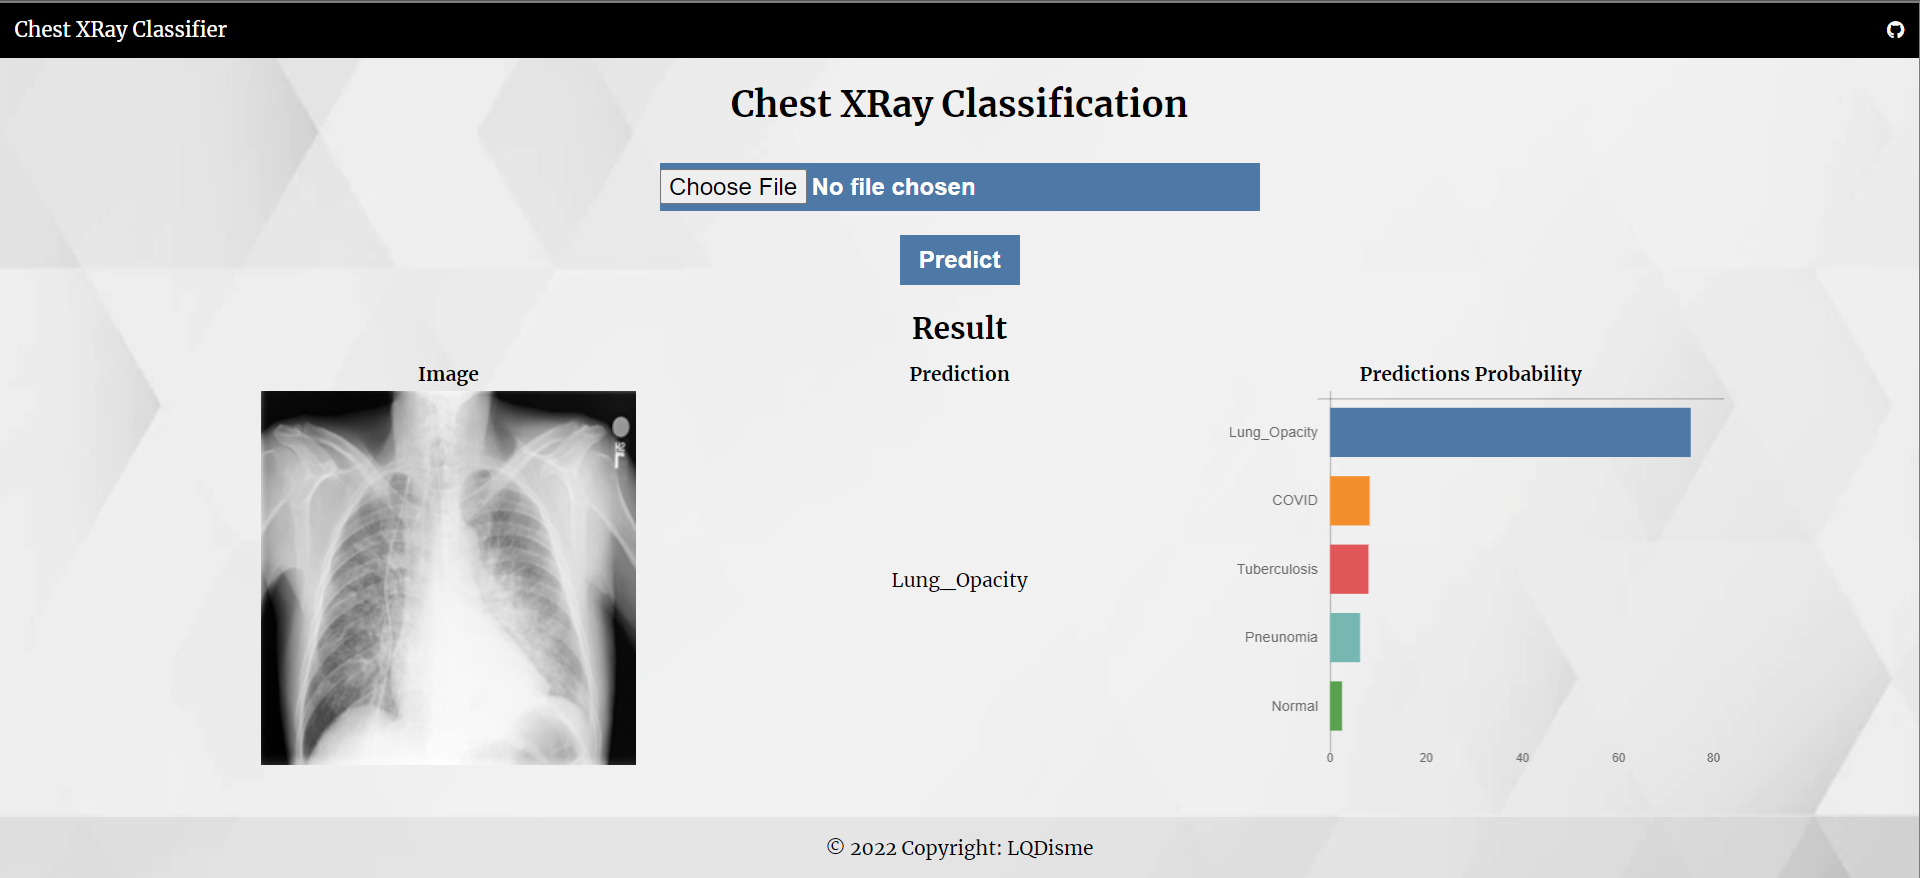 Chest XRay Classifier
Chest XRay Classification
Choose File No file chosen
Predict
Result
Image
Prediction
Predictions Probability
Lung_Opacity
Lung_Opacity
COVID
Tuberculosis
Pneunomia
Normal
0 20 40 60 80
© 2022 Copyright: LQDisme